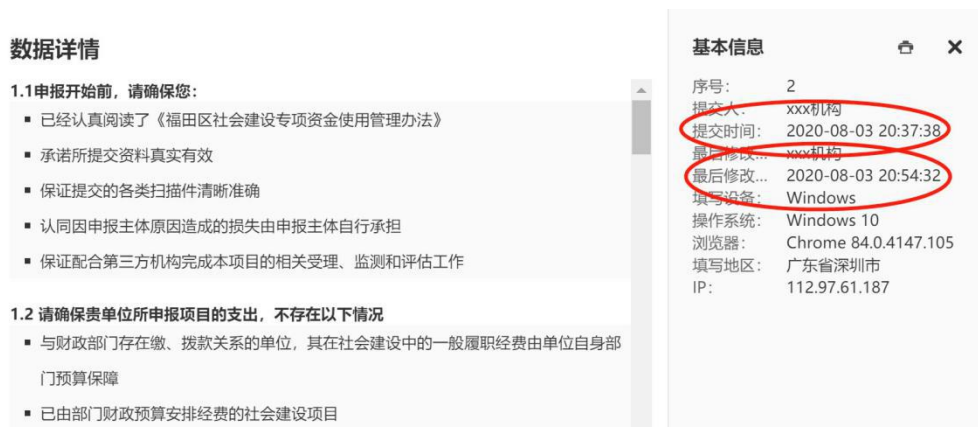 数据详情
1.1申报开始前，请确保您：
▪ 已经认真阅读了《福田区社会建设专项资金使用管理办法》
▪ 承诺所提交资料真实有效
▪ 保证提交的各类扫描件清晰准确
▪ 认同因申报主体原因造成的损失由申报主体自行承担
▪ 保证配合第三方机构完成本项目的相关受理、监测和评估工作
1.2 请确保贵单位所申报项目的支出，不存在以下情况
▪ 与财政部门存在缴、拨款关系的单位，其在社会建设中的一般履职经费由单位自身部
门预算保障
▪ 已由部门财政预算安排经费的社会建设项目
基本信息
序号： 2
提交人： xxx机构
提交时间： 2020-08-03 20:37:38
最后修改... xxx机构
最后修改... 2020-08-03 20:54:32
填写设备： Windows
操作系统： Windows 10
浏览器： Chrome 84.0.4147.105
填写地区： 广东省深圳市
IP： 112.97.61.187